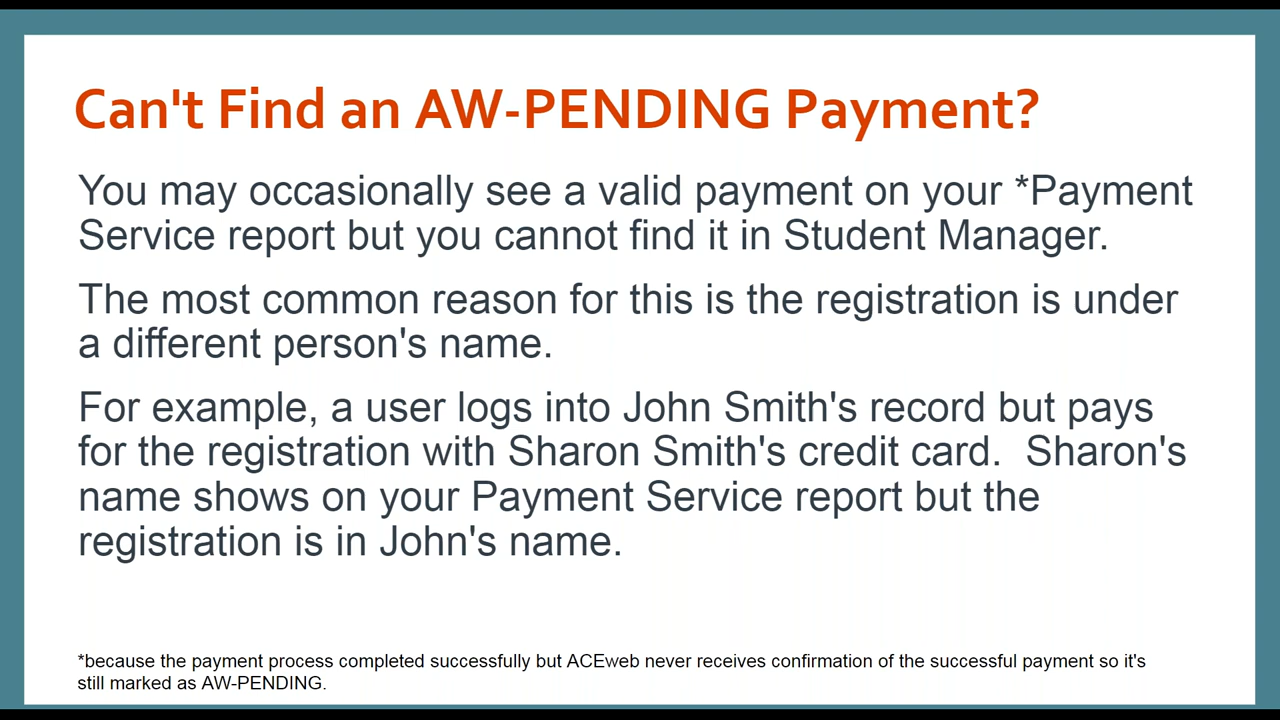 Can't Find an AW-PENDING Payment?
You may occasionally see a valid payment on your *Payment
Service report but you cannot find it in Student Manager.
The most common reason for this is the registration is under
a different person's name.
For example, a user logs into John Smith's record but pays
for the registration with Sharon Smith's credit card.  Sharon's
name shows on your Payment Service report but the
registration is in John's name.
*because the payment process completed successfully but ACEweb never receives confirmation of the successful payment so it's
still marked as AW-PENDING.